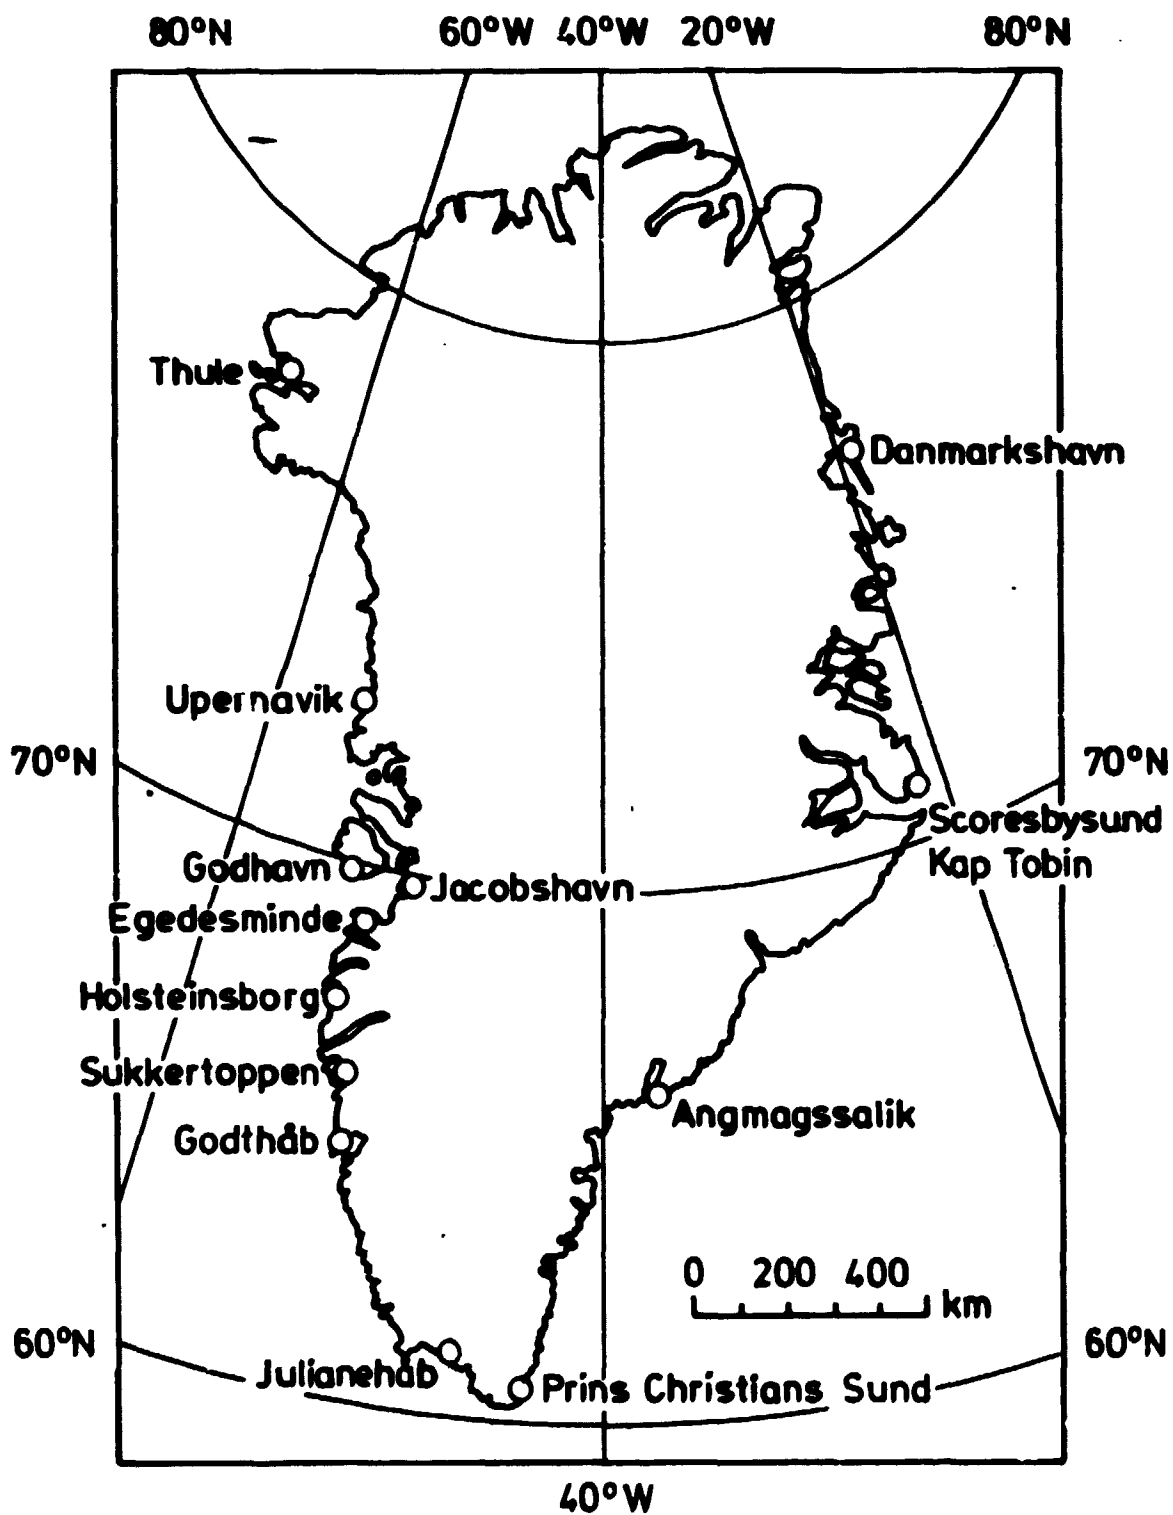 80°N 60°W 40°W 20°W 80°N
Thule
Danmarkshavn
Upernavik
70°N 70°N
Scoresbysund
Kap Tobin
Godhavn
Jacobshavn
Egedesminde
Holsteinsborg
Sukkertoppen
Angmagssalik
Godthåb
0 200 400
km
60°N 60°N
Julianehåb
Prins Christians Sund
40°W